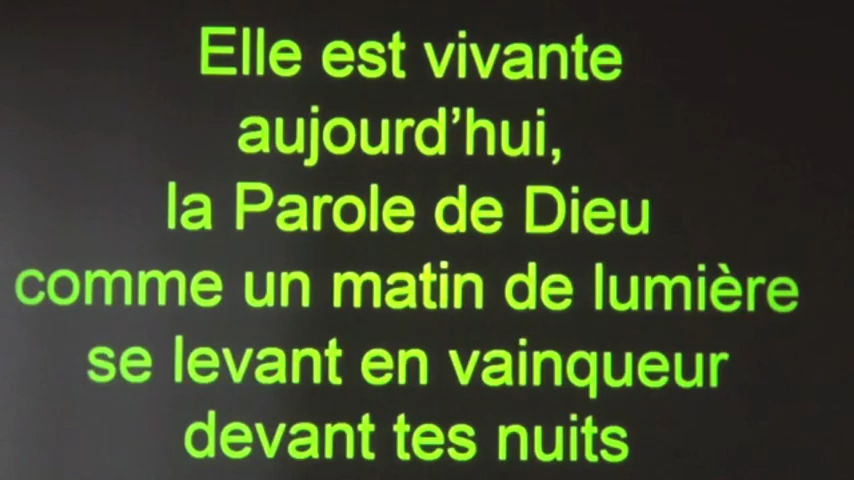 Elle est vivante
aujourd’hui,
la Parole de Dieu
comme un matin de lumière
se levant en vainqueur
devant tes nuits